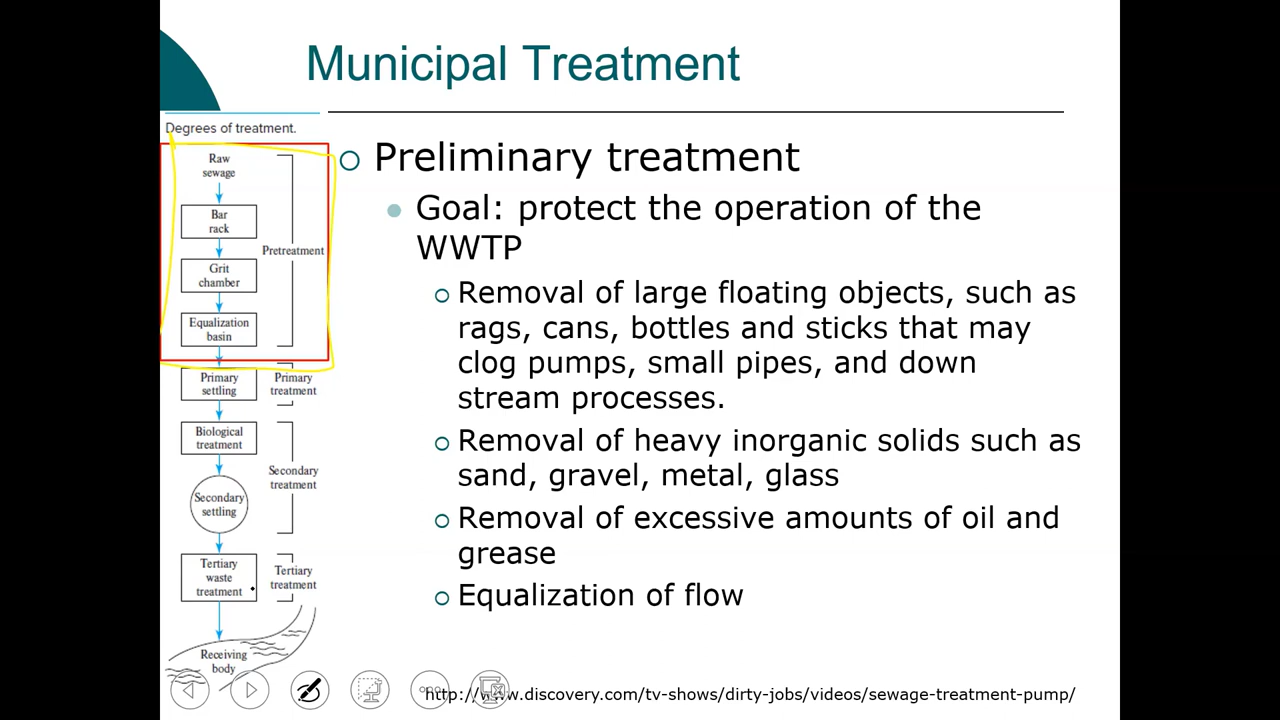 Municipal Treatment
Degrees of treatment.
Raw
sewage
Bar
rack
Grit
chamber
Pretreatment
Equalization
basin
Primary
settling
Primary
treatment
Biological
treatment
Secondary
settling
Secondary
treatment
Tertiary
waste
treatment
Tertiary
treatment
Receiving
body
Preliminary treatment
Goal: protect the operation of the
WWTP
Removal of large floating objects, such as
rags, cans, bottles and sticks that may
clog pumps, small pipes, and down
stream processes.
Removal of heavy inorganic solids such as
sand, gravel, metal, glass
Removal of excessive amounts of oil and
grease
Equalization of flow
http://www.discovery.com/tv-shows/dirty-jobs/videos/sewage-treatment-pump/